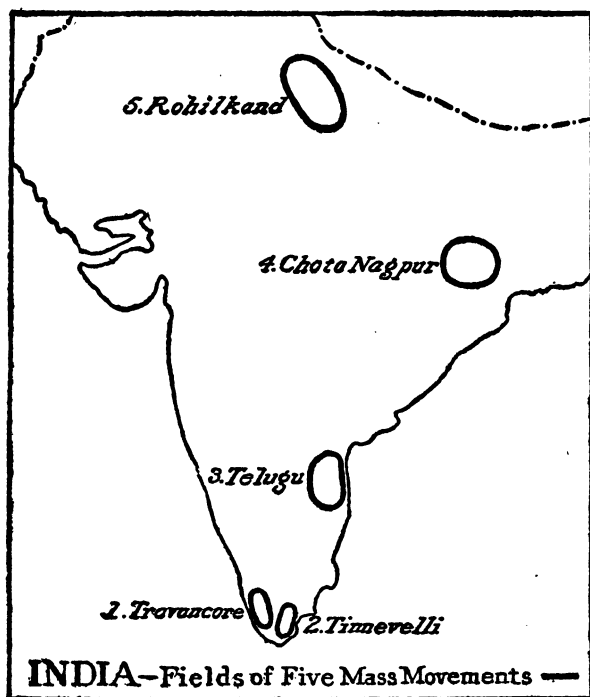 5.Rohilkand
4.Chota Nagpur
3.Telugu
1.Travancore
2.Tinnevelli
INDIA—Fields of Five Mass Movements —